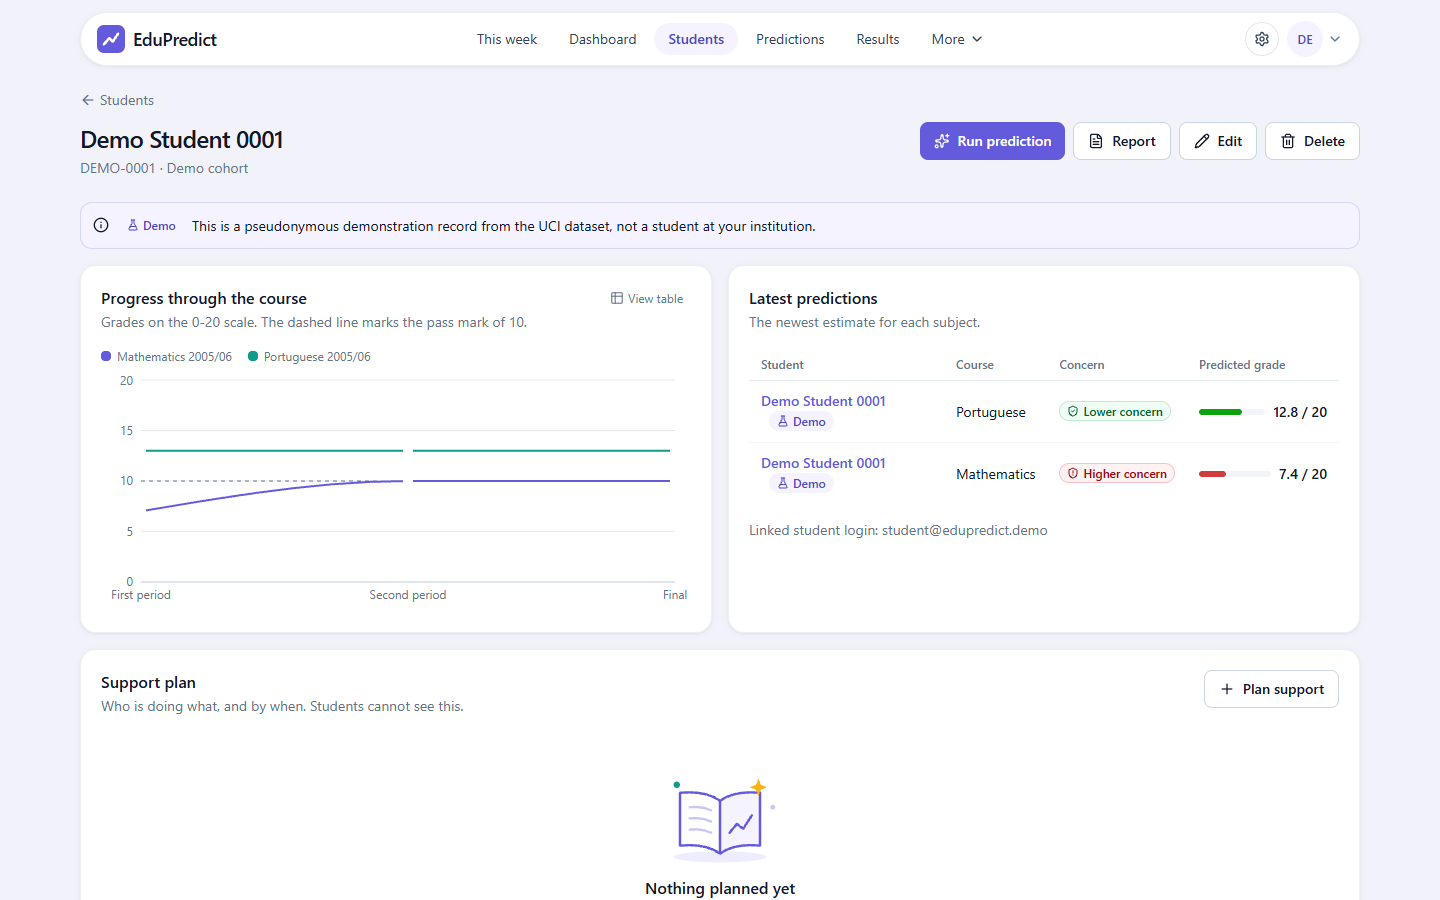 EduPredict
This week
Dashboard
Students
Predictions
Results
More
DE
Students
Demo Student 0001
DEMO-0001 · Demo cohort
Run prediction
Report
Edit
Delete
Demo
This is a pseudonymous demonstration record from the UCI dataset, not a student at your institution.
Progress through the course
View table
Grades on the 0-20 scale. The dashed line marks the pass mark of 10.
Mathematics 2005/06
Portuguese 2005/06
20
15
10
5
0
First period
Second period
Final
Latest predictions
The newest estimate for each subject.
Student
Course
Concern
Predicted grade
Demo Student 0001
Demo
Portuguese
Lower concern
12.8 / 20
Demo Student 0001
Demo
Mathematics
Higher concern
7.4 / 20
Linked student login: student@edupredict.demo
Support plan
Who is doing what, and by when. Students cannot see this.
Plan support
Nothing planned yet